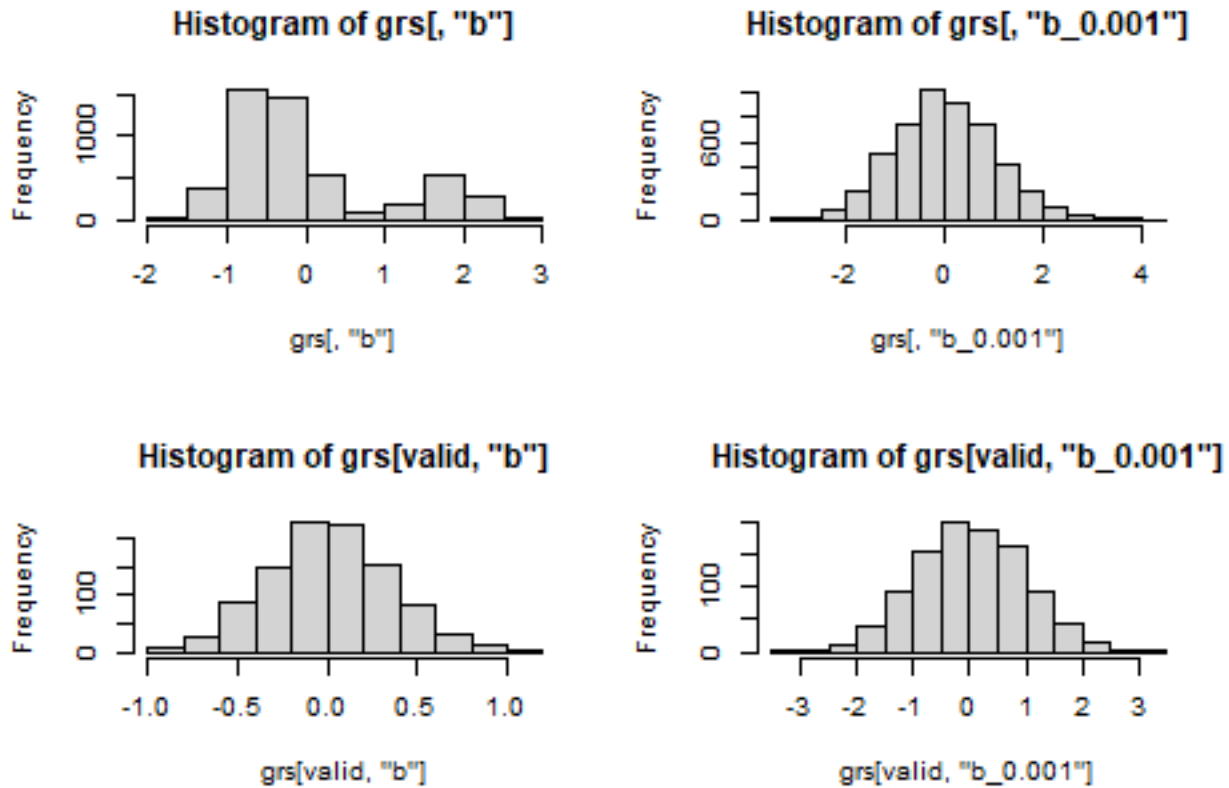 Histogram of grs[, "b"]
Frequency
1000
0
-2 -1 0 1 2 3
grs[, "b"]
Histogram of grs[, "b_0.001"]
Frequency
600
0
-2 0 2 4
grs[, "b_0.001"]
Histogram of grs[valid, "b"]
Frequency
100
0
-1.0 -0.5 0.0 0.5 1.0
grs[valid, "b"]
Histogram of grs[valid, "b_0.001"]
Frequency
100
0
-3 -2 -1 0 1 2 3
grs[valid, "b_0.001"]